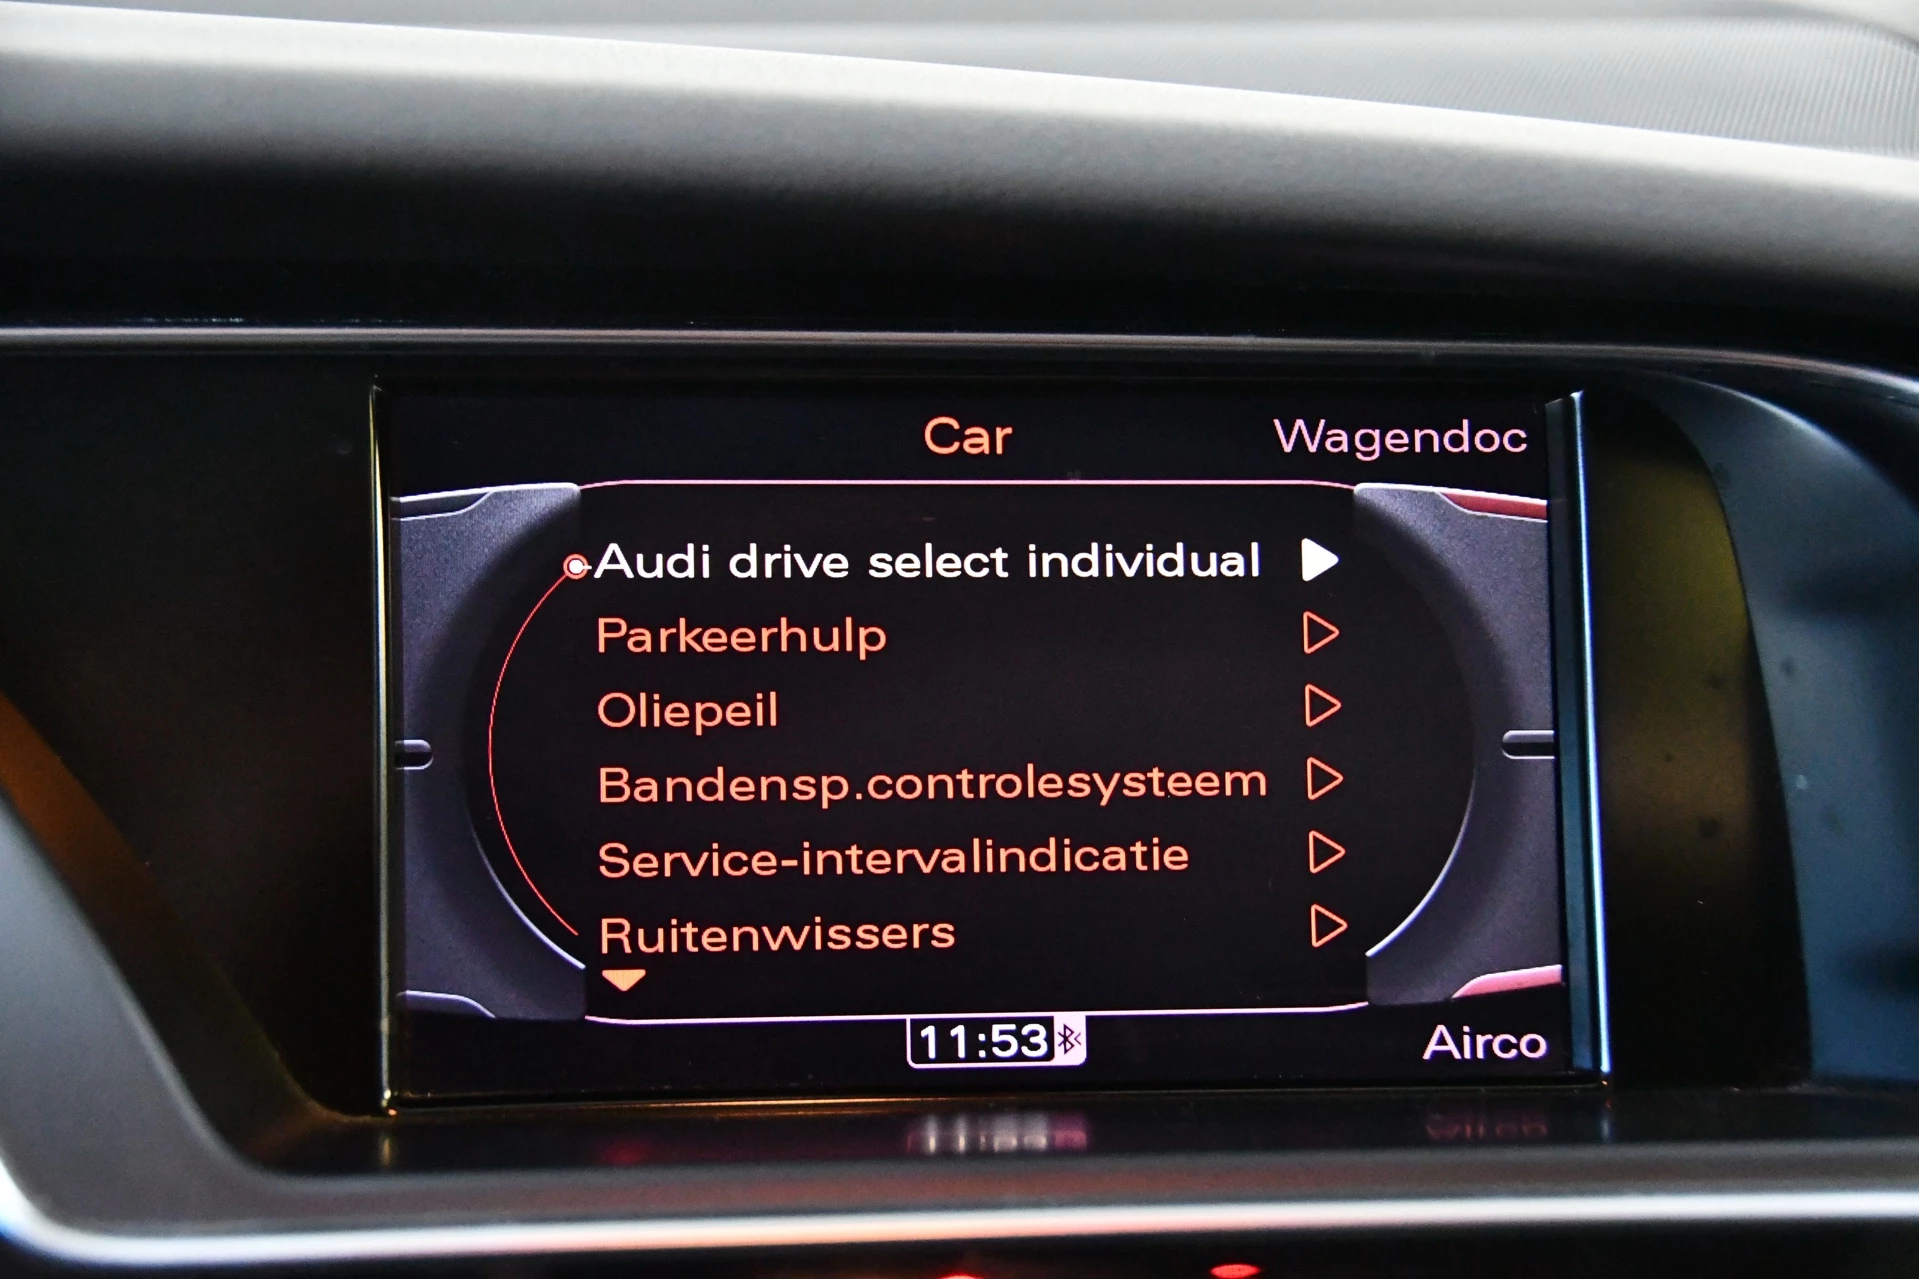 Car
Wagendoc
Audi drive select individual
Parkeerhulp
Oliepeil
Bandensp.controlesysteem
Service-intervalindicatie
Ruitenwissers
11:53
Airco